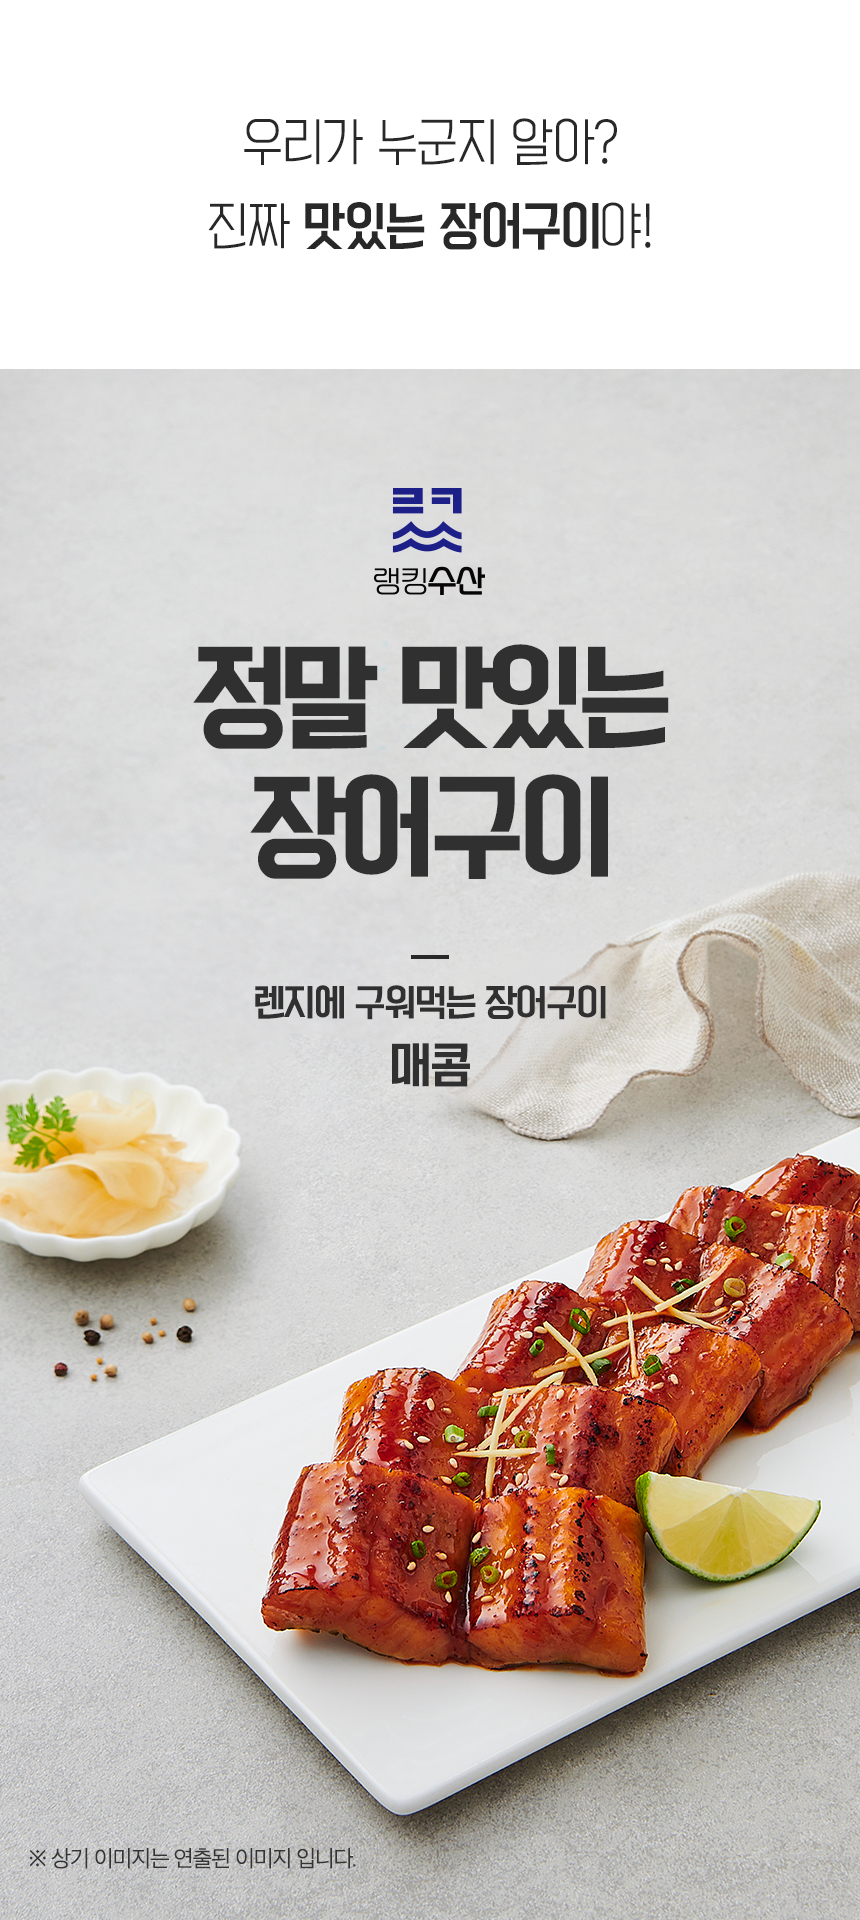 우리가 누군지 알아?
진짜 맛있는 장어구이야!
랭킹수산
정말 맛있는
장어구이
렌지에 구워먹는 장어구이
매콤
※ 상기 이미지는 연출된 이미지 입니다.